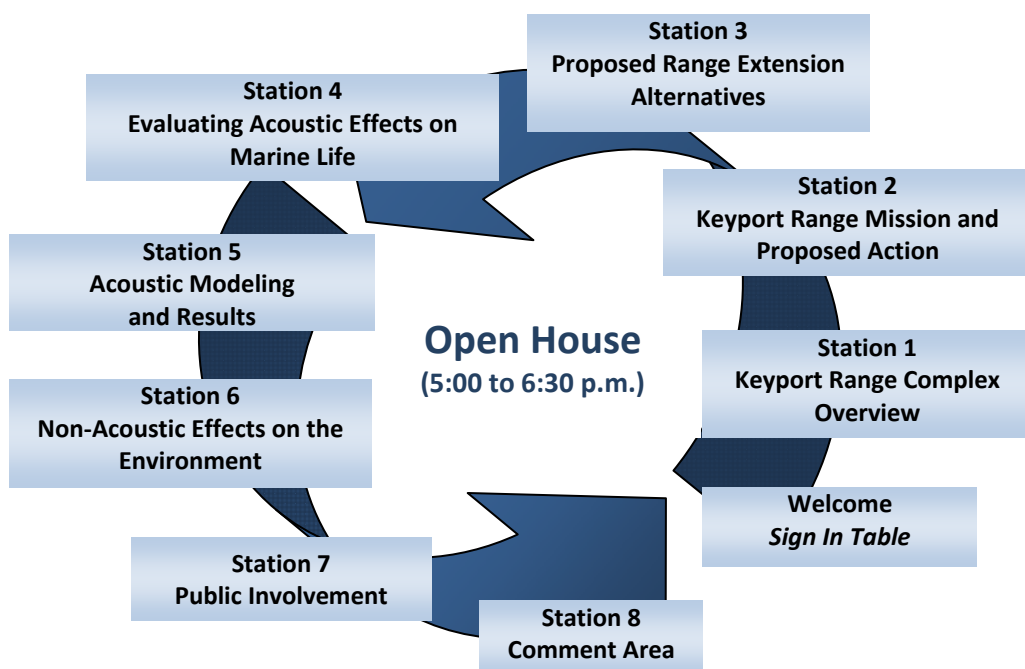 Station 3
Proposed Range Extension
Alternatives
Station 4
Evaluating Acoustic Effects on
Marine Life
Station 2
Keyport Range Mission and
Proposed Action
Station 5
Acoustic Modeling
and Results
Open House
(5:00 to 6:30 p.m.)
Station 1
Keyport Range Complex
Overview
Station 6
Non-Acoustic Effects on the
Environment
Welcome
Sign In Table
Station 7
Public Involvement
Station 8
Comment Area